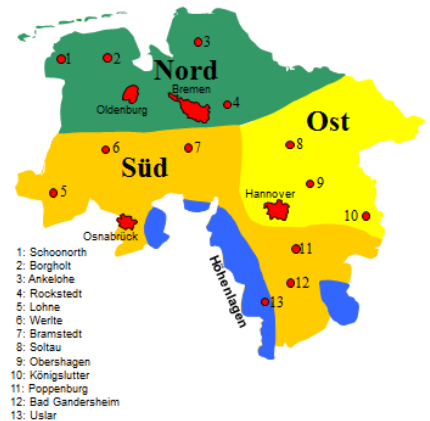 3
1
2
Nord
Bremen
Oldenburg
4
Ost
8
6
7
Süd
9
Hannover
5
10
Osnabrück
11
Höhenlagen
12
13
1: Schoonorth
2: Borgholt
3: Ankelohe
4: Rockstedt
5: Lohne
6: Werlte
7: Bramstedt
8: Soltau
9: Obershagen
10: Königslutter
11: Poppenburg
12: Bad Gandersheim
13: Uslar